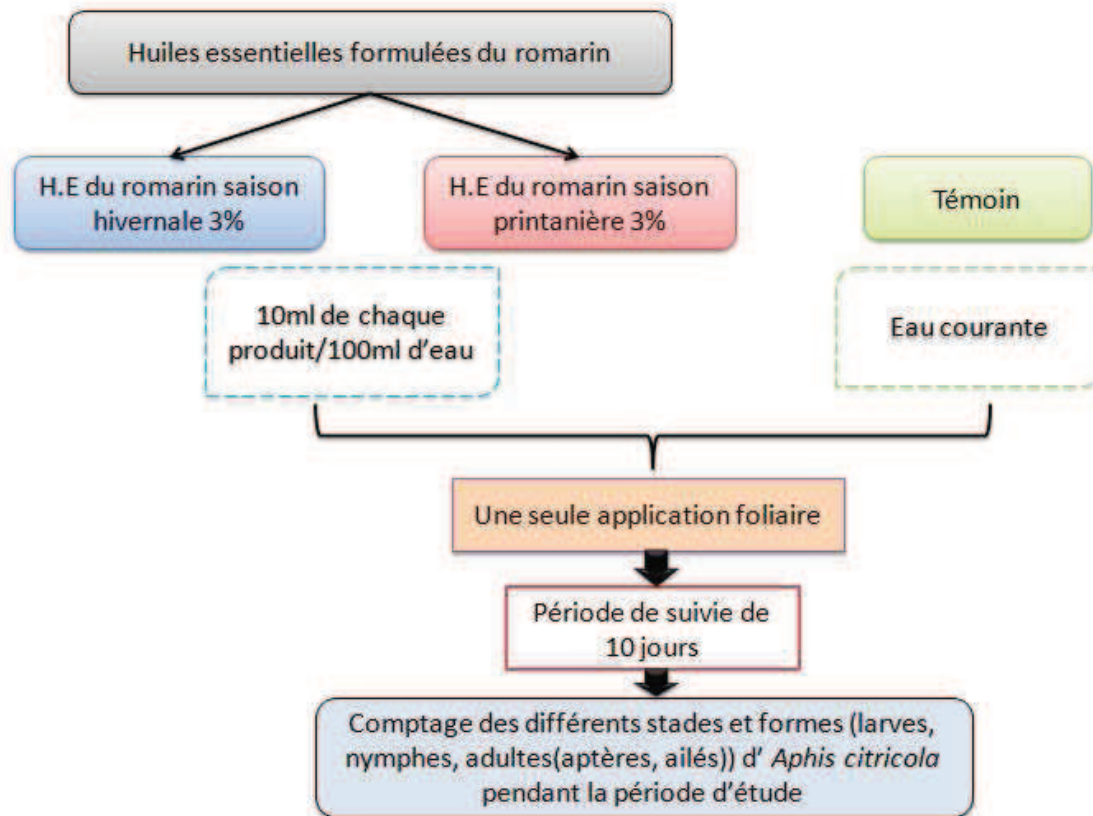 Huiles essentielles formulées du romarin
H.E du romarin saison
hivernale 3%
H.E du romarin saison
printanière 3%
Témoin
10ml de chaque
produit/100ml d'eau
Eau courante
Une seule application foliaire
Période de suivie de
10 jours
Comptage des différents stades et formes (larves,
nymphes, adultes(aptères, ailés)) d' Aphis citricola
pendant la période d'étude